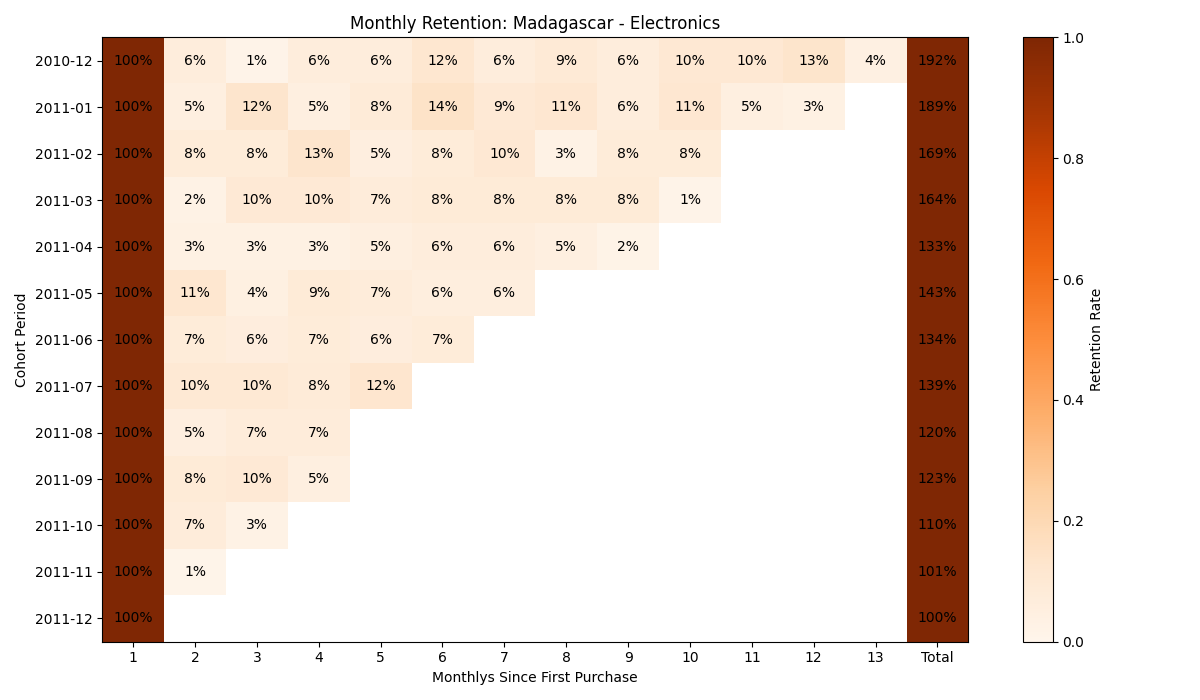 Monthly Retention: Madagascar - Electronics
2010-12 100% 6% 1% 6% 6% 12% 6% 9% 6% 10% 10% 13% 4% 192%
2011-01 100% 5% 12% 5% 8% 14% 9% 11% 6% 11% 5% 3% 189%
2011-02 100% 8% 8% 13% 5% 8% 10% 3% 8% 8% 169%
2011-03 100% 2% 10% 10% 7% 8% 8% 8% 8% 1% 164%
2011-04 100% 3% 3% 3% 5% 6% 6% 5% 2% 133%
2011-05 100% 11% 4% 9% 7% 6% 6% 143%
2011-06 100% 7% 6% 7% 6% 7% 134%
2011-07 100% 10% 10% 8% 12% 139%
2011-08 100% 5% 7% 7% 120%
2011-09 100% 8% 10% 5% 123%
2011-10 100% 7% 3% 110%
2011-11 100% 1% 101%
2011-12 100% 100%
1 2 3 4 5 6 7 8 9 10 11 12 13 Total
Monthlys Since First Purchase
Cohort Period
1.0
0.8
0.6
0.4
0.2
0.0
Retention Rate